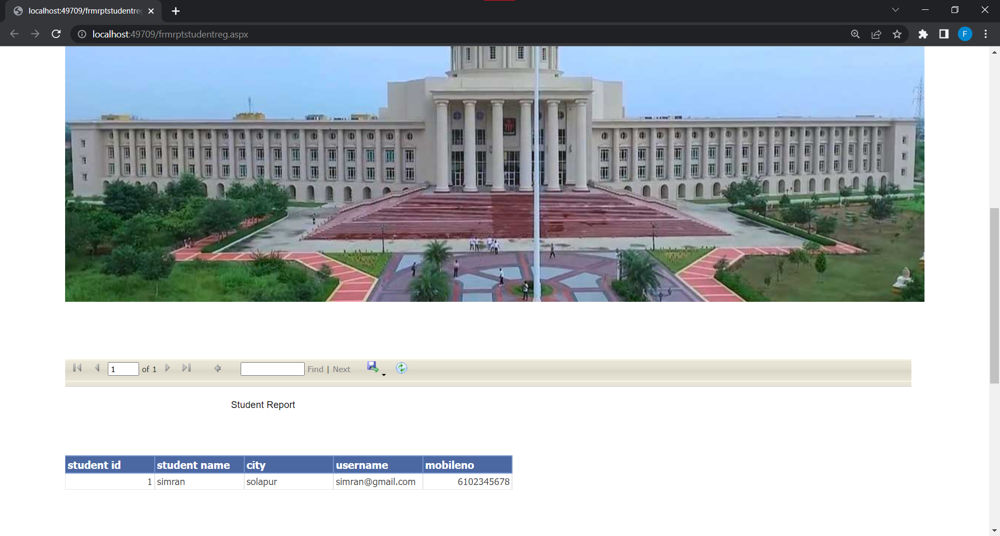 localhost:49709/frmrptstudentreg
localhost:49709/frmrptstudentreg.aspx
F
1 of 1 Find | Next
Student Report
student id student name city username mobileno
1 simran solapur simran@gmail.com 6102345678